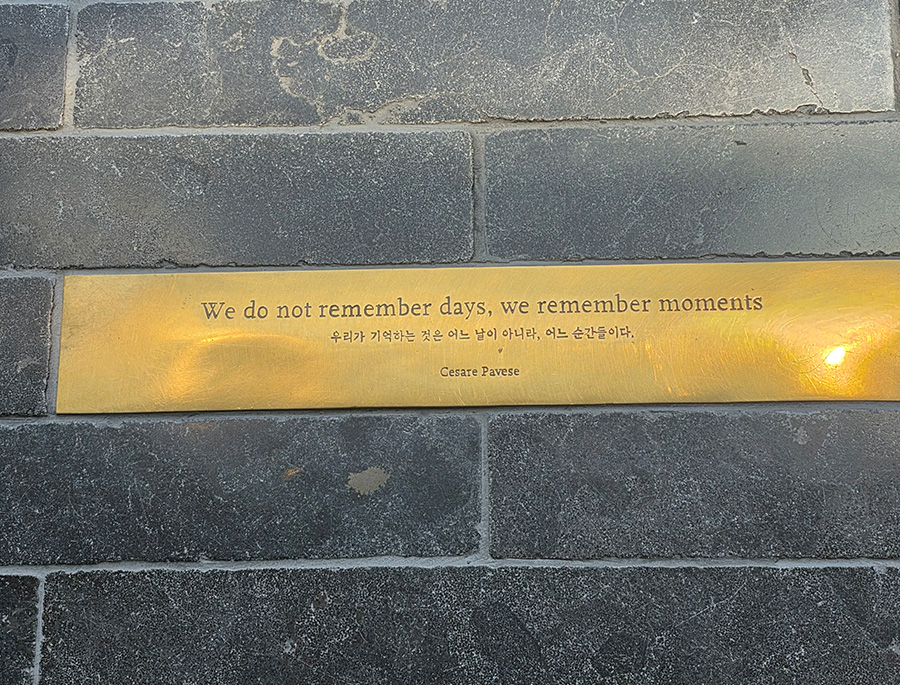 We do not remember days, we remember moments
우리가 기억하는 것은 어느 날이 아니라, 어느 순간들이다.
Cesare Pavese